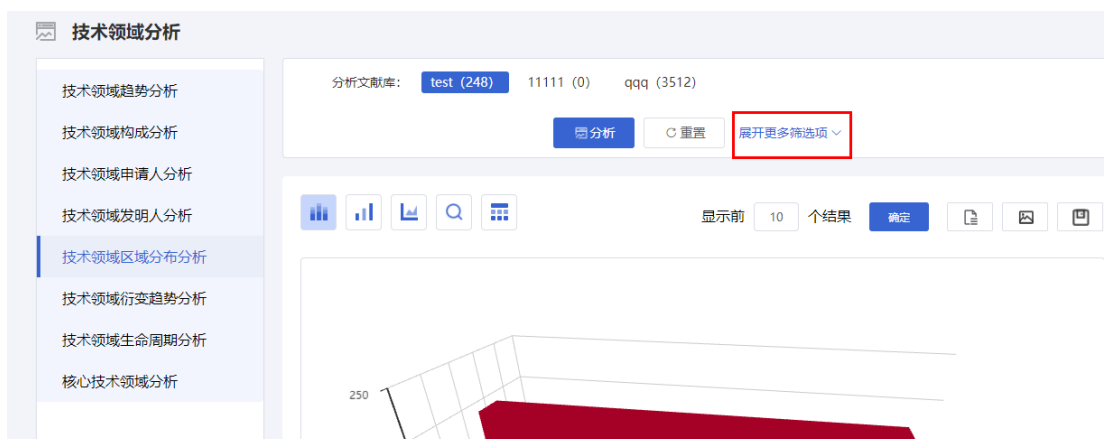 技术领域分析
技术领域趋势分析
技术领域构成分析
技术领域申请人分析
技术领域发明人分析
技术领域区域分布分析
技术领域衍变趋势分析
技术领域生命周期分析
核心技术领域分析
分析文献库： test (248) 11111 (0) qqq (3512)
分析 重置 展开更多筛选项
显示前 10 个结果 确定
250